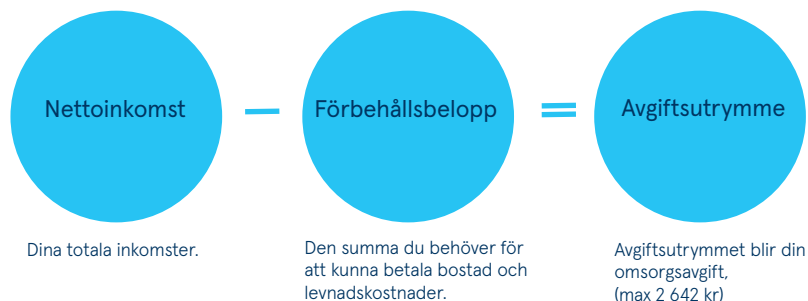 Nettoinkomst
Förbehållsbelopp
Avgiftsutrymme
Dina totala inkomster.
Den summa du behöver för
att kunna betala bostad och
levnadskostnader.
Avgiftsutrymmet blir din
omsorgsavgift,
(max 2 642 kr)